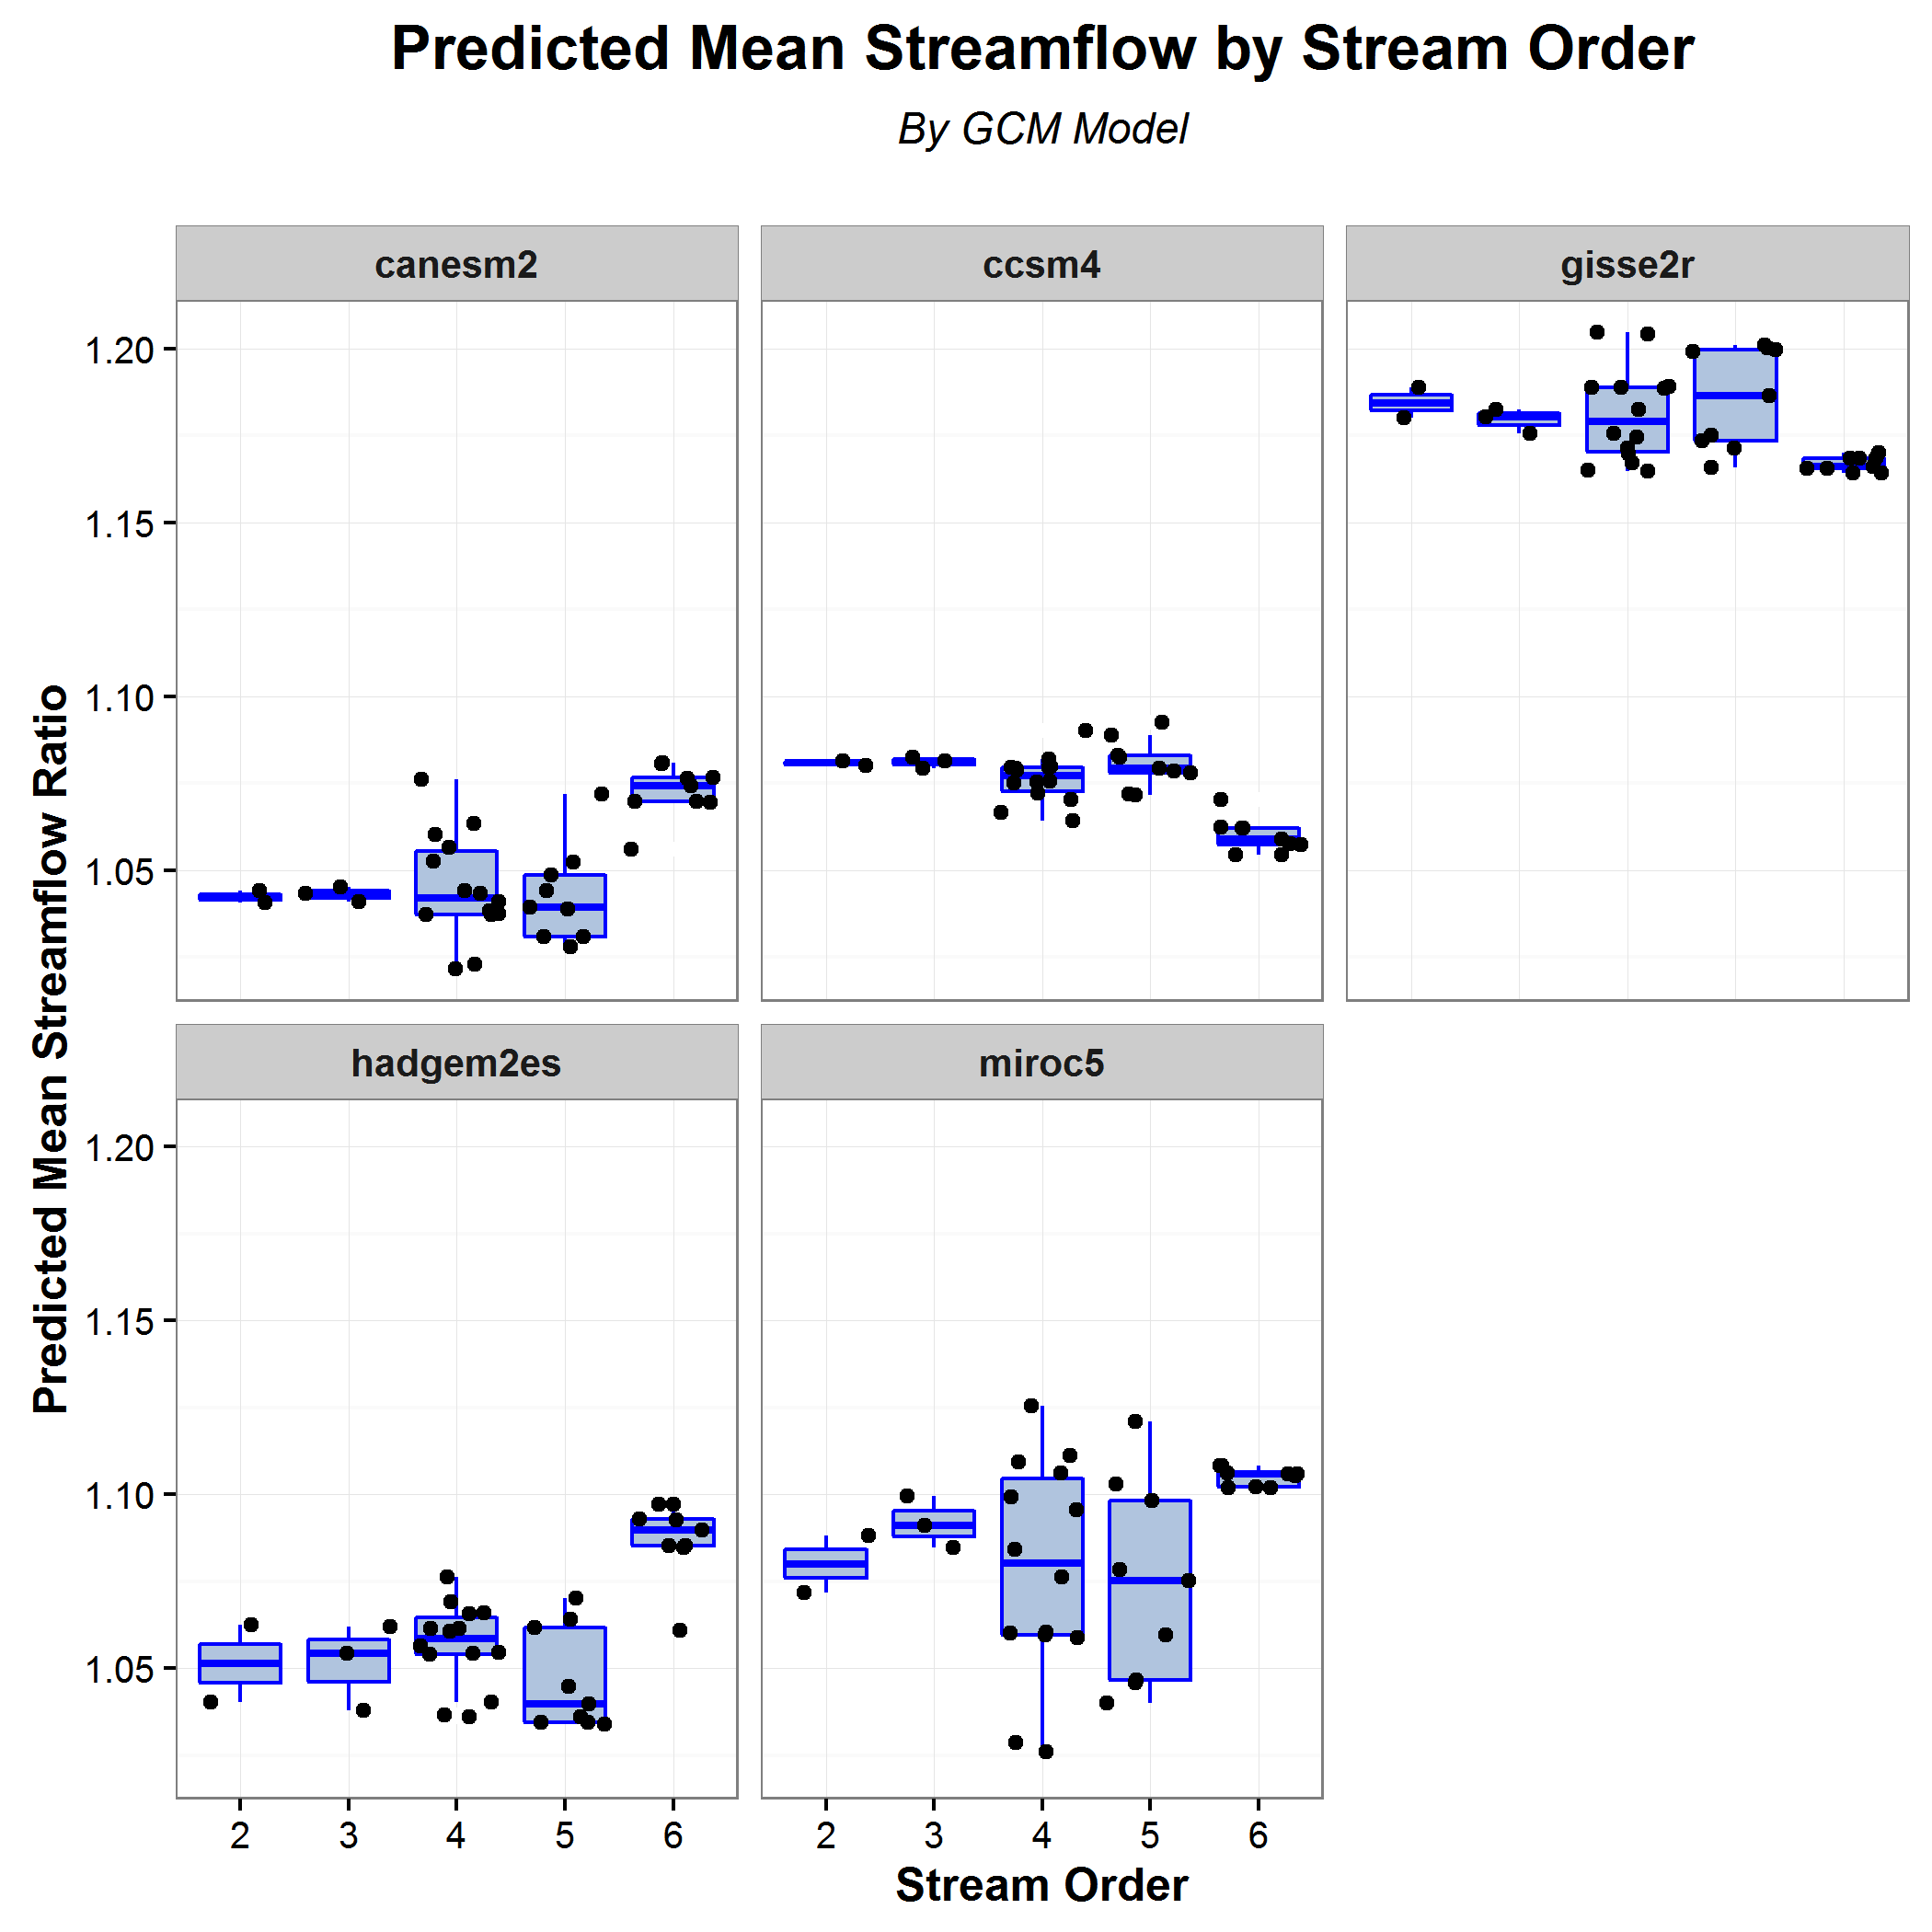 Predicted Mean Streamflow by Stream Order
By GCM Model
canesm2
ccsm4
gisse2r
1.20
1.15
1.10
1.05
Predicted Mean Streamflow Ratio
hadgem2es
miroc5
1.20
1.15
1.10
1.05
2 3 4 5 6
2 3 4 5 6
Stream Order